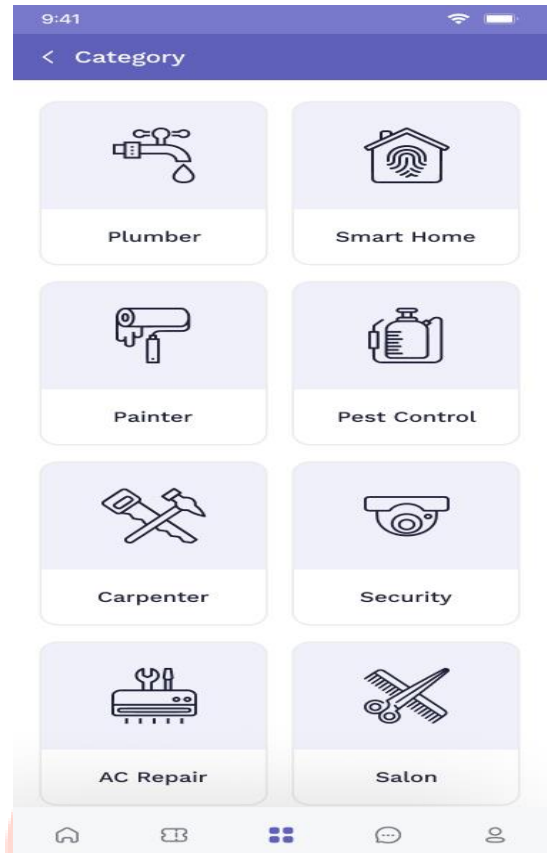 9:41
Category
Plumber
Smart Home
Painter
Pest Control
Carpenter
Security
AC Repair
Salon